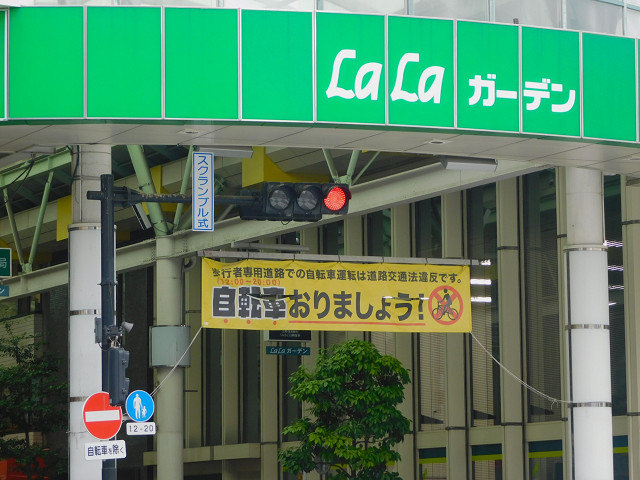 LaLa ガーデン
スクランブル式
歩行者専用道路での自転車運転は道路交通法違反です。
(12:00~20:00)
自転車おりましょう!
局
LaLaガーデン
12-20
自転車を除く